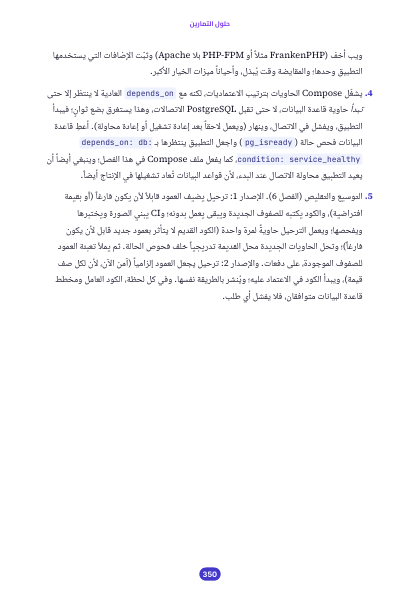 حلول التمارين
ويب أخف (FrankenPHP مثلاً أو PHP-FPM بلا Apache) وثبّت الإضافات التي يستخدمها
التطبيق وحدها؛ والمقايضة وقت يُبذل، وأحياناً ميزات الخيار الأكبر.
4. يشغّل Compose الحاويات بترتيب الاعتماديات، لكنه مع depends_on العادية لا ينتظر إلا حتى
تبدأ حاوية قاعدة البيانات، لا حتى تقبل PostgreSQL الاتصالات، وهذا يستغرق بضع ثوانٍ؛ فيبدأ
التطبيق، ويفشل في الاتصال، وينهار (ويعمل لاحقاً بعد إعادة تشغيل أو إعادة محاولة). أعطِ قاعدة
البيانات فحص حالة (pg_isready) واجعل التطبيق ينتظرها بـ depends_on: db:
condition: service_healthy، كما يفعل ملف Compose في هذا الفصل؛ وينبغي أيضاً أن
يعيد التطبيق محاولة الاتصال عند البدء، لأن قواعد البيانات تُعاد تشغيلها في الإنتاج أيضاً.
5. التوسيع والتقليص (الفصل 6). الإصدار 1: ترحيل يضيف العمود قابلاً لأن يكون فارغاً (أو بقيمة
افتراضية)، والكود يكتبه للصفوف الجديدة ويبقى يعمل بدونه؛ وCI يبني الصورة ويختبرها
ويفحصها؛ ويعمل الترحيل حاويةً لمرة واحدة (الكود القديم لا يتأثر بعمود جديد قابل لأن يكون
فارغاً)؛ وتحل الحاويات الجديدة محل القديمة تدريجياً خلف فحوص الحالة. ثم يملأ تعبئة العمود
للصفوف الموجودة، على دفعات. والإصدار 2: ترحيل يجعل العمود إلزامياً (آمن الآن، لأن لكل صف
قيمة)، ويبدأ الكود في الاعتماد عليه؛ ويُنشر بالطريقة نفسها. وفي كل لحظة، الكود العامل ومخطط
قاعدة البيانات متوافقان، فلا يفشل أي طلب.
350